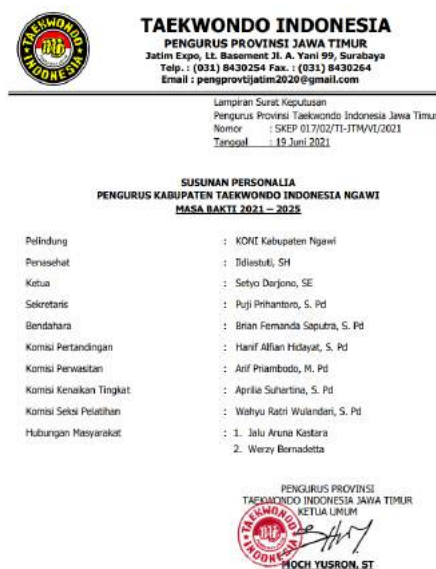 TAEKWONDO INDONESIA
TAEKWONDO INDONESIA
PENGURUS PROVINSI JAWA TIMUR
Jatim Expo, Lt. Basement Jl. A. Yani 99, Surabaya
Telp. : (031) 8430254 Fax. : (031) 8430264
Email : pengprovtijatim2020@gmail.com
Lampiran Surat Keputusan
Pengurus Provinsi Taekwondo Indonesia Jawa Timur
Nomor : SKEP 017/02/TI-JTM/VI/2021
Tanggal : 19 Juni 2021
SUSUNAN PERSONALIA
PENGURUS KABUPATEN TAEKWONDO INDONESIA NGAWI
MASA BAKTI 2021 – 2025
Pelindung : KONI Kabupaten Ngawi
Penasehat : Ildiastuti, SH
Ketua : Setyo Darjono, SE
Sekretaris : Puji Prihantoro, S. Pd
Bendahara : Brian Fernanda Saputra, S. Pd
Komisi Pertandingan : Hanif Alfian Hidayat, S. Pd
Komisi Perwasitan : Arif Priambodo, M. Pd
Komisi Kenaikan Tingkat : Aprilia Suhartina, S. Pd
Komisi Seksi Pelatihan : Wahyu Ratri Wulandari, S. Pd
Hubungan Masyarakat : 1. Jalu Aruna Kastara
2. Werzy Bernadetta
PENGURUS PROVINSI
TAEKWONDO INDONESIA JAWA TIMUR
KETUA UMUM
TAEKWONDO INDONESIA
MOCH YUSRON, ST